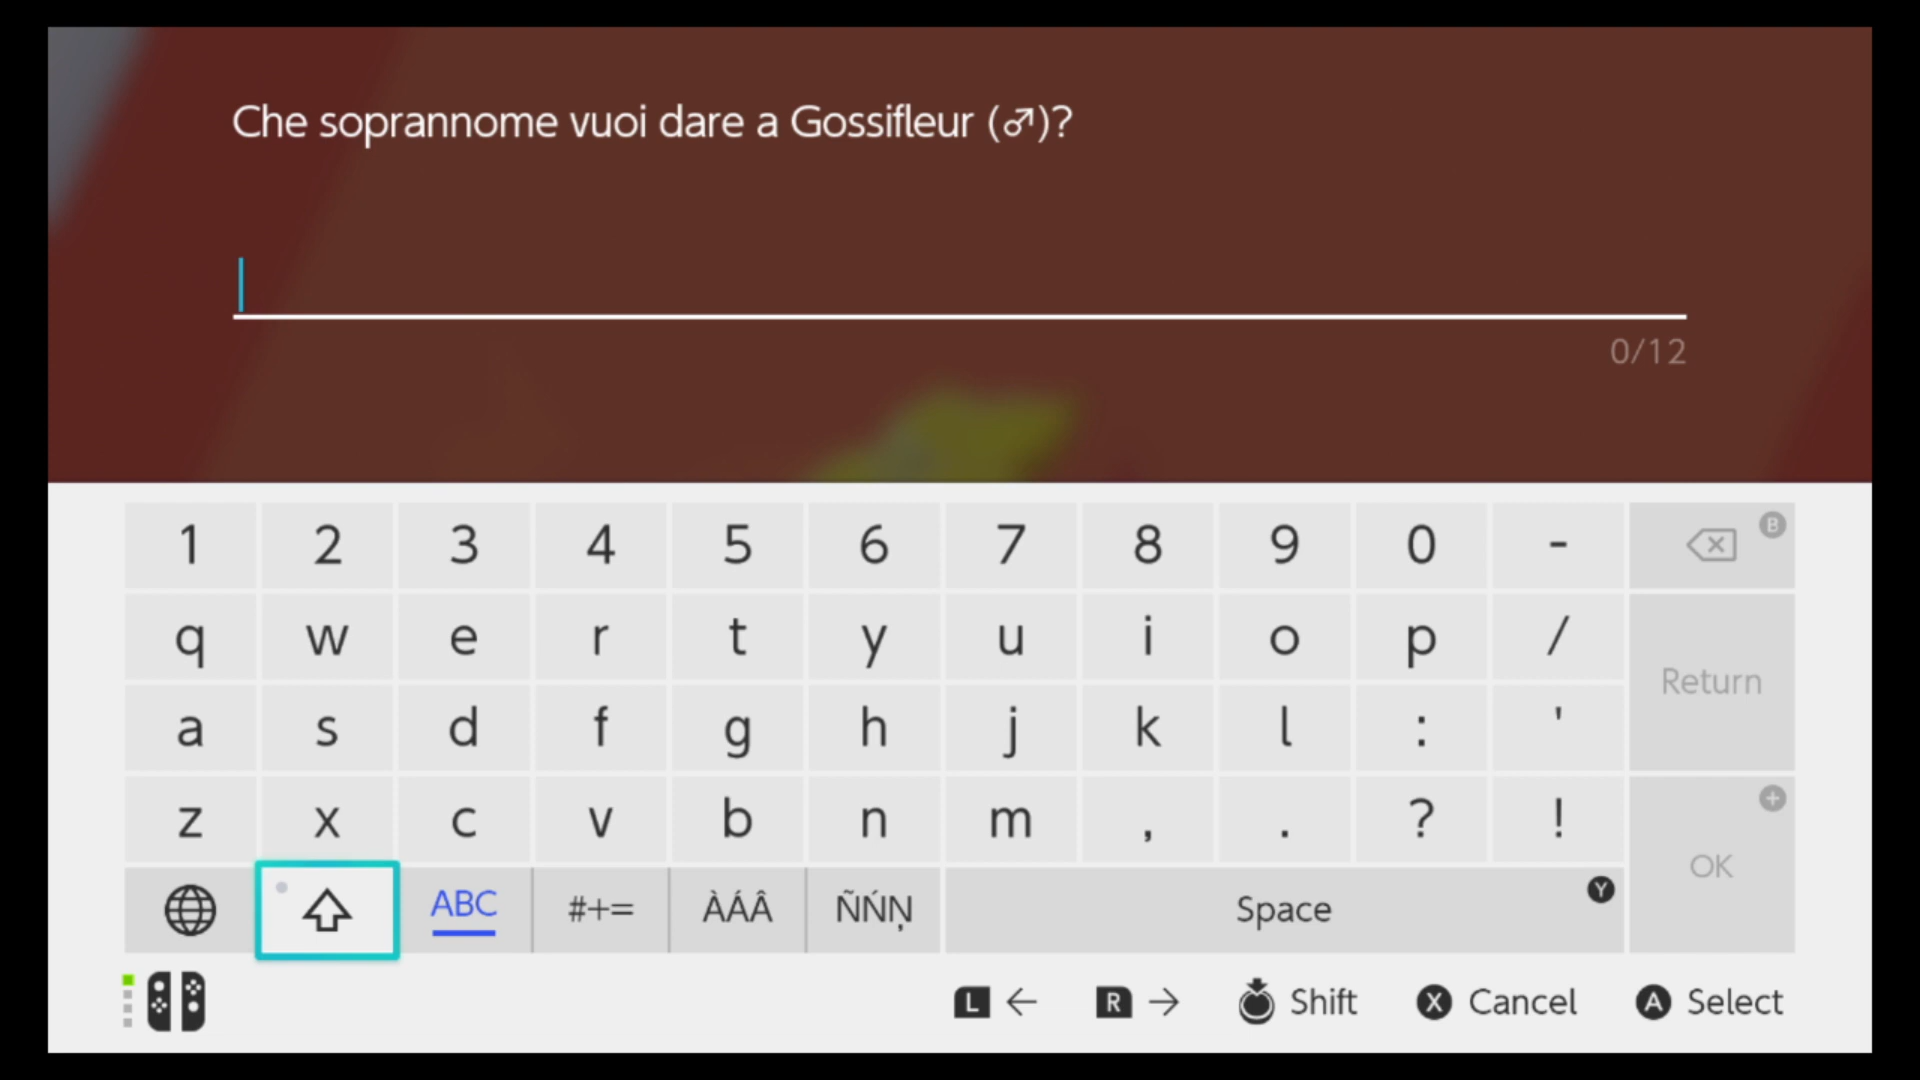 Che soprannome vuoi dare a Gossifleur (♂)?
0/12
1 2 3 4 5 6 7 8 9 0 - B
q w e r t y u i o p /
Return
a s d f g h j k l : '
z x c v b n m , . ? ! +
OK
ABC #+= ÀÁÂ ÑŃŅ Space Y
L ← R → Shift X Cancel A Select